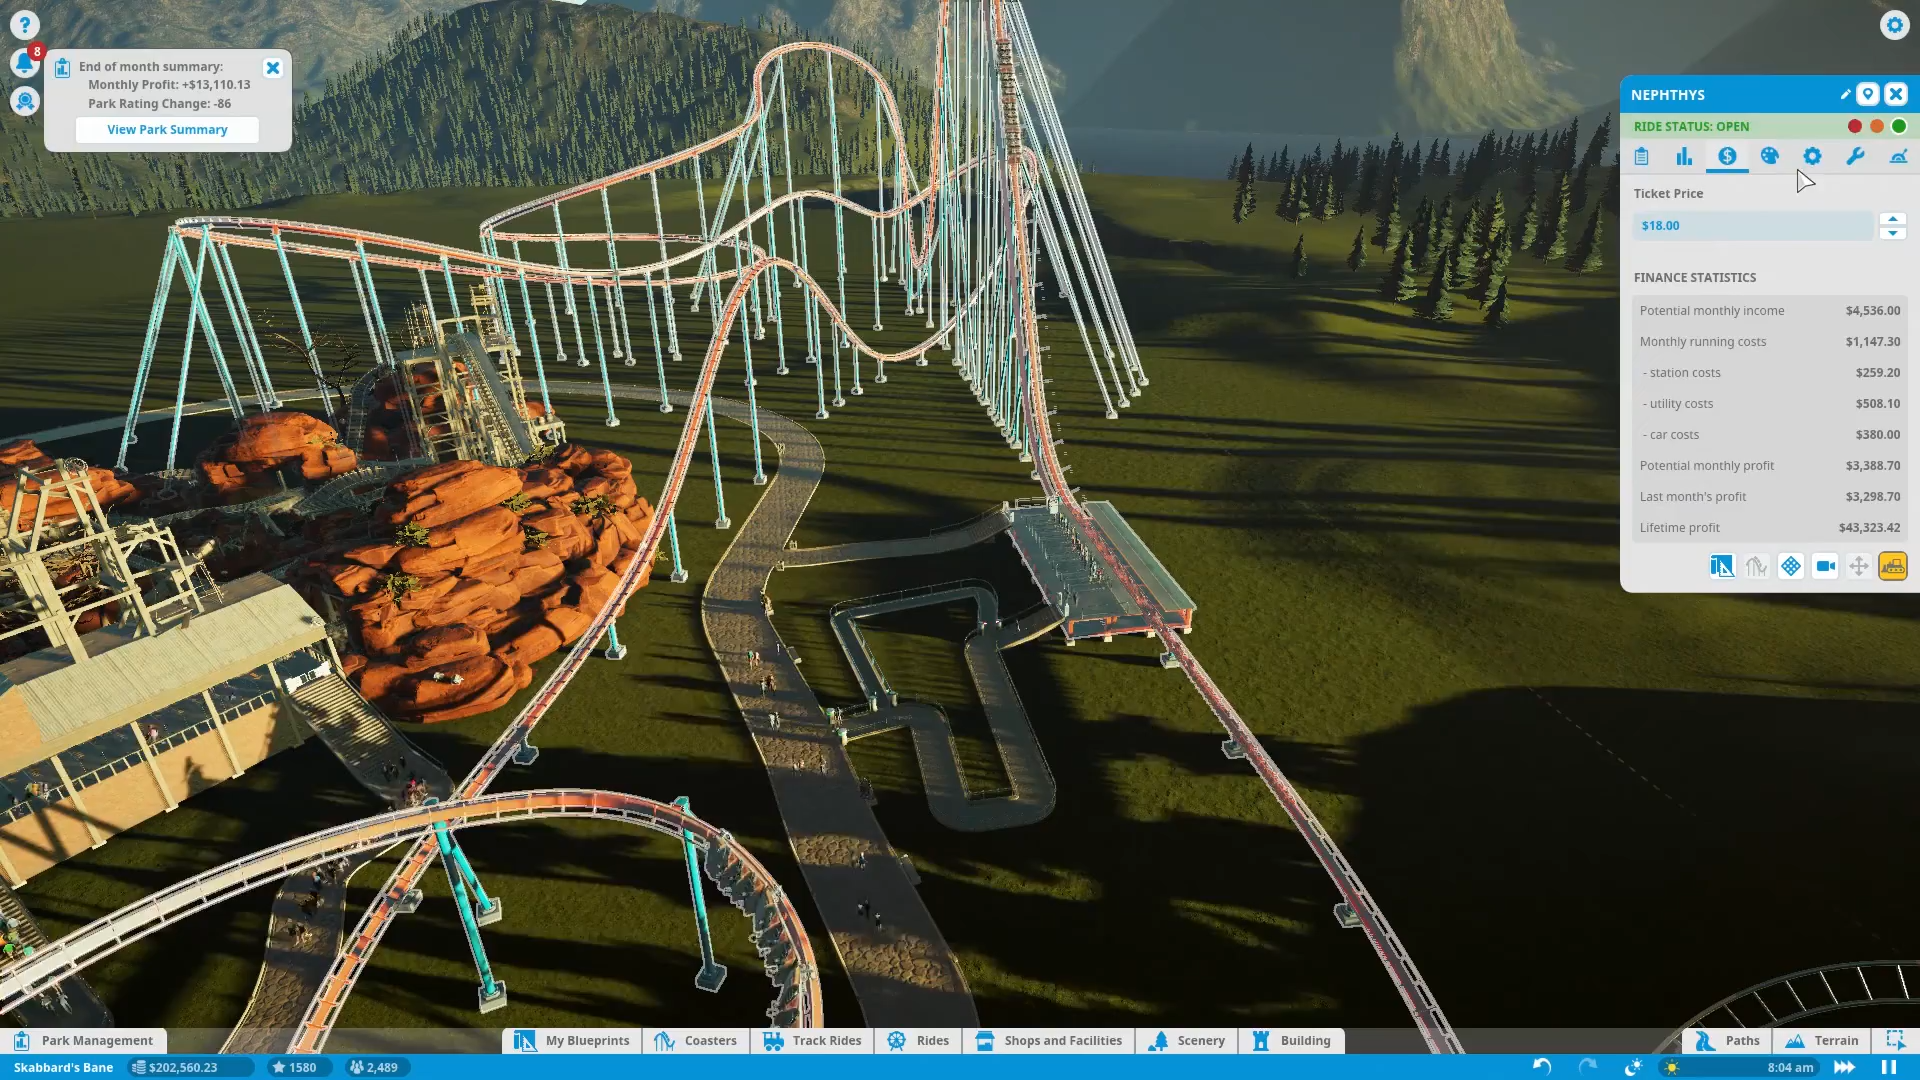 ?
8
End of month summary:
Monthly Profit: +$13,110.13
Park Rating Change: -86
View Park Summary
NEPHTHYS
RIDE STATUS: OPEN
$
Ticket Price
$18.00
FINANCE STATISTICS
Potential monthly income $4,536.00
Monthly running costs $1,147.30
- station costs $259.20
- utility costs $508.10
- car costs $380.00
Potential monthly profit $3,388.70
Last month's profit $3,298.70
Lifetime profit $43,323.42
Park Management My Blueprints Coasters Track Rides Rides Shops and Facilities Scenery Building Paths Terrain
Skabbard's Bane $202,560.23 1580 2,489 8:04 am